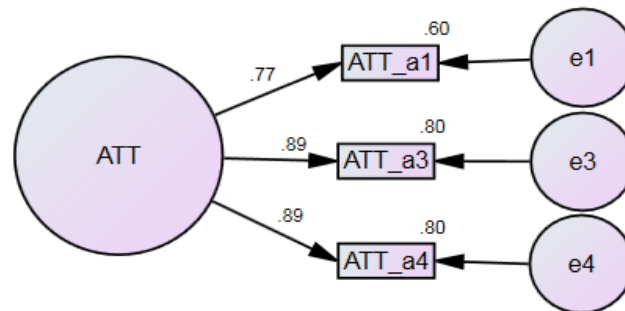 .60
.77
ATT_a1
e1
.80
ATT
.89
ATT_a3
e3
.89
.80
ATT_a4
e4